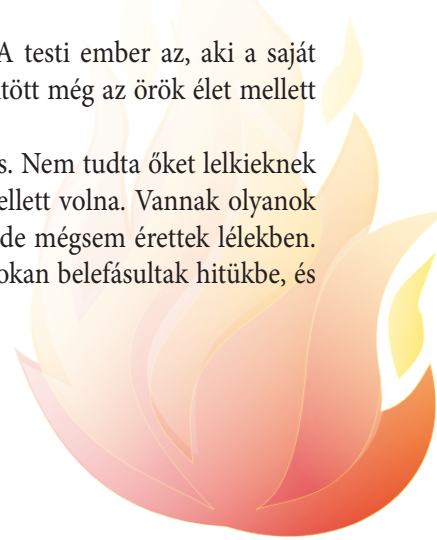 A testi ember az, aki a saját
tött még az örök élet mellett
s. Nem tudta őket lelkieknek
ellett volna. Vannak olyanok
de mégsem érettek lélekben.
okan belefásultak hitükbe, és